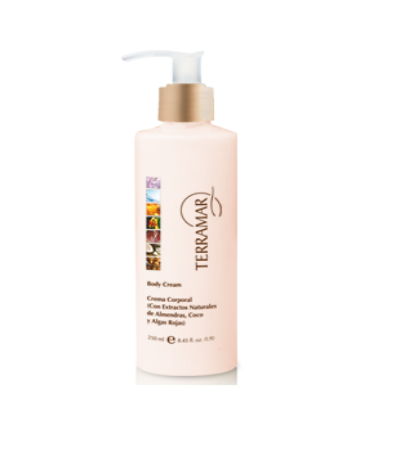 TERRAMAR
Body Cream
Crema Corporal
(Con Extractos Naturales
de Almendras, Coco
y Algas Rojas)
250 ml e 8.45 fl. oz.